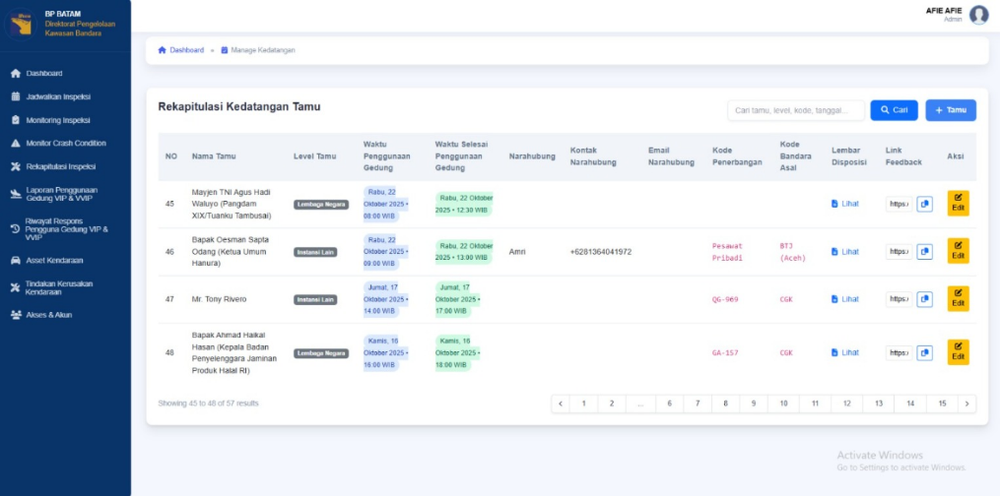 BP BATAM
Direktorat Pengelolaan
Kawasan Bandara
AFIE AFIE
Admin
Dashboard
Jadwalkan Inspeksi
Monitoring Inspeksi
Monitor Crash Condition
Rekapitulasi Inspeksi
Laporan Penggunaan
Gedung VIP & VVIP
Riwayat Respons
Pengguna Gedung VIP &
VVIP
Asset Kendaraan
Tindakan Kerusakan
Kendaraan
Akses & Akun
Dashboard » Manage Kedatangan
Rekapitulasi Kedatangan Tamu
Cari tamu, level, kode, tanggal...
Cari
+ Tamu
NO
Nama Tamu
Level Tamu
Waktu
Penggunaan
Gedung
Waktu Selesai
Penggunaan
Gedung
Narahubung
Kontak
Narahubung
Email
Narahubung
Kode
Penerbangan
Kode
Bandara
Asal
Lembar
Disposisi
Link
Feedback
Aksi
45
Mayjen TNI Agus Hadi
Waluyo (Pangdam
XIX/Tuanku Tambusai)
Lembaga Negara
Rabu, 22
Oktober 2025 •
08:00 WIB
Rabu, 22 Oktober
2025 • 12:30 WIB
Lihat
https:/
Edit
46
Bapak Oesman Sapta
Odang (Ketua Umum
Hanura)
Instansi Lain
Rabu, 22
Oktober 2025 •
09:00 WIB
Rabu, 22 Oktober
2025 • 13:00 WIB
Amri
+6281364041972
Pesawat
Pribadi
BTJ
(Aceh)
Lihat
https:/
Edit
47
Mr. Tony Rivero
Instansi Lain
Jumat, 17
Oktober 2025 •
14:00 WIB
Jumat, 17
Oktober 2025 •
17:00 WIB
QG-969
CGK
Lihat
https:/
Edit
48
Bapak Ahmad Haikal
Hasan (Kepala Badan
Penyelenggara Jaminan
Produk Halal RI)
Lembaga Negara
Kamis, 16
Oktober 2025 •
16:00 WIB
Kamis, 16
Oktober 2025 •
18:00 WIB
GA-157
CGK
Lihat
https:/
Edit
Showing 45 to 48 of 57 results
‹ 1 2 ... 6 7 8 9 10 11 12 13 14 15 ›
Activate Windows
Go to Settings to activate Windows.